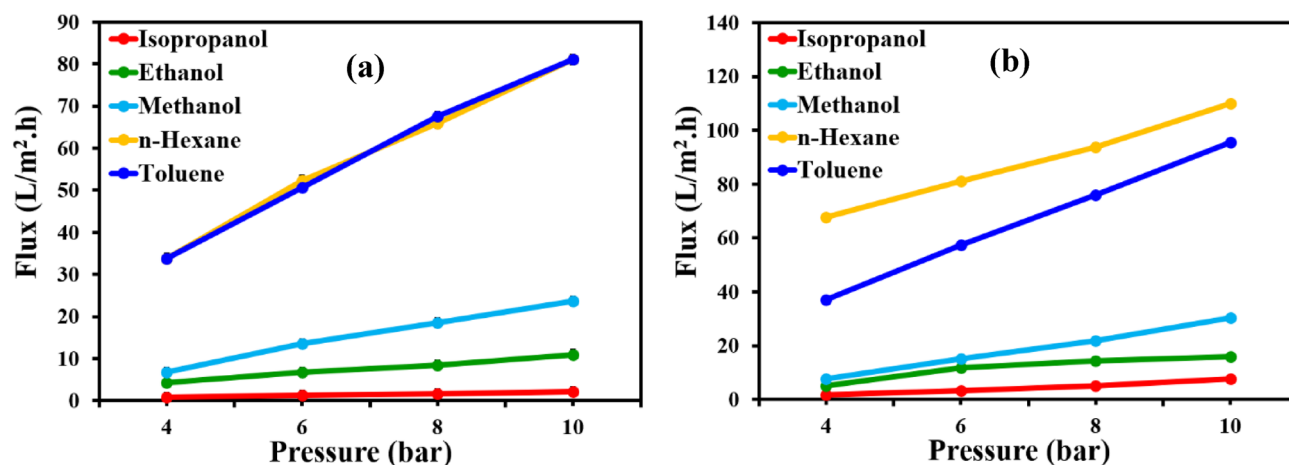 (a)
Flux (L/m².h)
90
80
70
60
50
40
30
20
10
0
Isopropanol
Ethanol
Methanol
n-Hexane
Toluene
4 6 8 10
Pressure (bar)
(b)
Flux (L/m².h)
140
120
100
80
60
40
20
0
Isopropanol
Ethanol
Methanol
n-Hexane
Toluene
4 6 8 10
Pressure (bar)